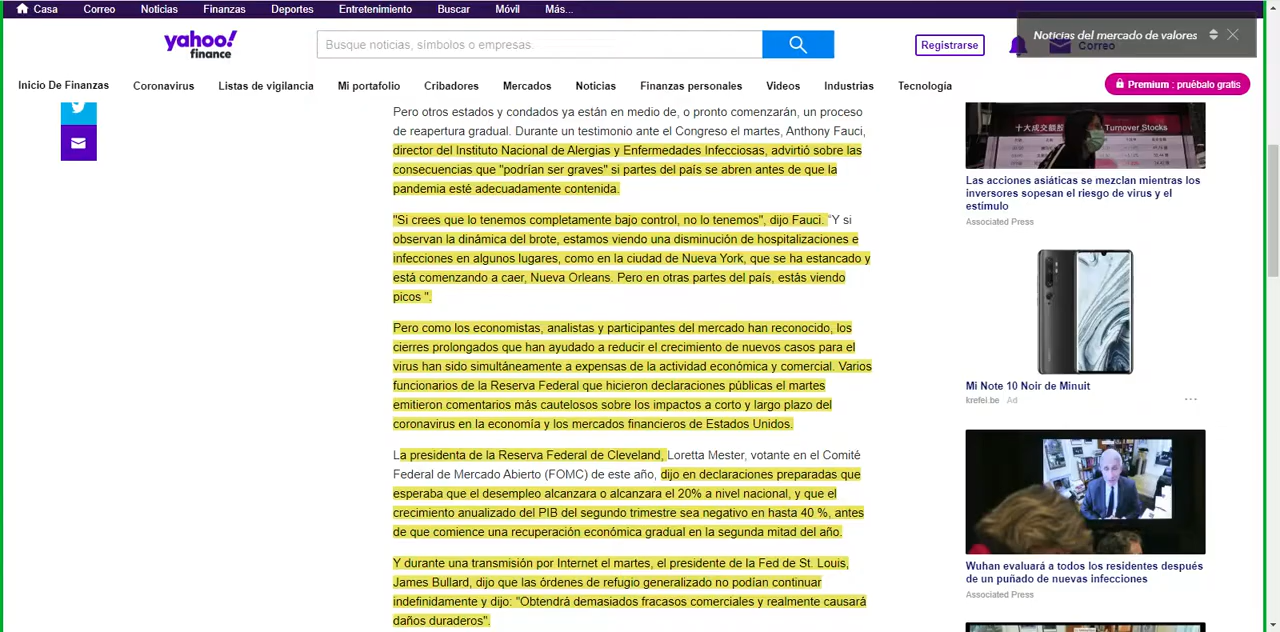 Casa Correo Noticias Finanzas Deportes Entretenimiento Buscar Móvil Más...
yahoo!
finance
Busque noticias, símbolos o empresas
Registrarse
Correo
Noticias del mercado de valores
Inicio De Finanzas Coronavirus Listas de vigilancia Mi portafolio Cribadores Mercados Noticias Finanzas personales Videos Industrias Tecnología
Premium : pruébalo gratis
Pero otros estados y condados ya están en medio de, o pronto comenzarán, un proceso
de reapertura gradual. Durante un testimonio ante el Congreso el martes, Anthony Fauci,
director del Instituto Nacional de Alergias y Enfermedades Infecciosas, advirtió sobre las
consecuencias que "podrían ser graves" si partes del país se abren antes de que la
pandemia esté adecuadamente contenida.
"Si crees que lo tenemos completamente bajo control, no lo tenemos", dijo Fauci. "Y si
observan la dinámica del brote, estamos viendo una disminución de hospitalizaciones e
infecciones en algunos lugares, como en la ciudad de Nueva York, que se ha estancado y
está comenzando a caer, Nueva Orleans. Pero en otras partes del país, estás viendo
picos ".
Pero como los economistas, analistas y participantes del mercado han reconocido, los
cierres prolongados que han ayudado a reducir el crecimiento de nuevos casos para el
virus han sido simultáneamente a expensas de la actividad económica y comercial. Varios
funcionarios de la Reserva Federal que hicieron declaraciones públicas el martes
emitieron comentarios más cautelosos sobre los impactos a corto y largo plazo del
coronavirus en la economía y los mercados financieros de Estados Unidos.
La presidenta de la Reserva Federal de Cleveland, Loretta Mester, votante en el Comité
Federal de Mercado Abierto (FOMC) de este año, dijo en declaraciones preparadas que
esperaba que el desempleo alcanzara o alcanzara el 20% a nivel nacional, y que el
crecimiento anualizado del PIB del segundo trimestre sea negativo en hasta 40 %, antes
de que comience una recuperación económica gradual en la segunda mitad del año.
Y durante una transmisión por Internet el martes, el presidente de la Fed de St. Louis,
James Bullard, dijo que las órdenes de refugio generalizado no podían continuar
indefinidamente y dijo: "Obtendrá demasiados fracasos comerciales y realmente causará
daños duraderos".
十大成交額股 Turnover Stocks
Las acciones asiáticas se mezclan mientras los
inversores sopesan el riesgo de virus y el
estímulo
Associated Press
Mi Note 10 Noir de Minuit
krefel.be Ad
Wuhan evaluará a todos los residentes después
de un puñado de nuevas infecciones
Associated Press